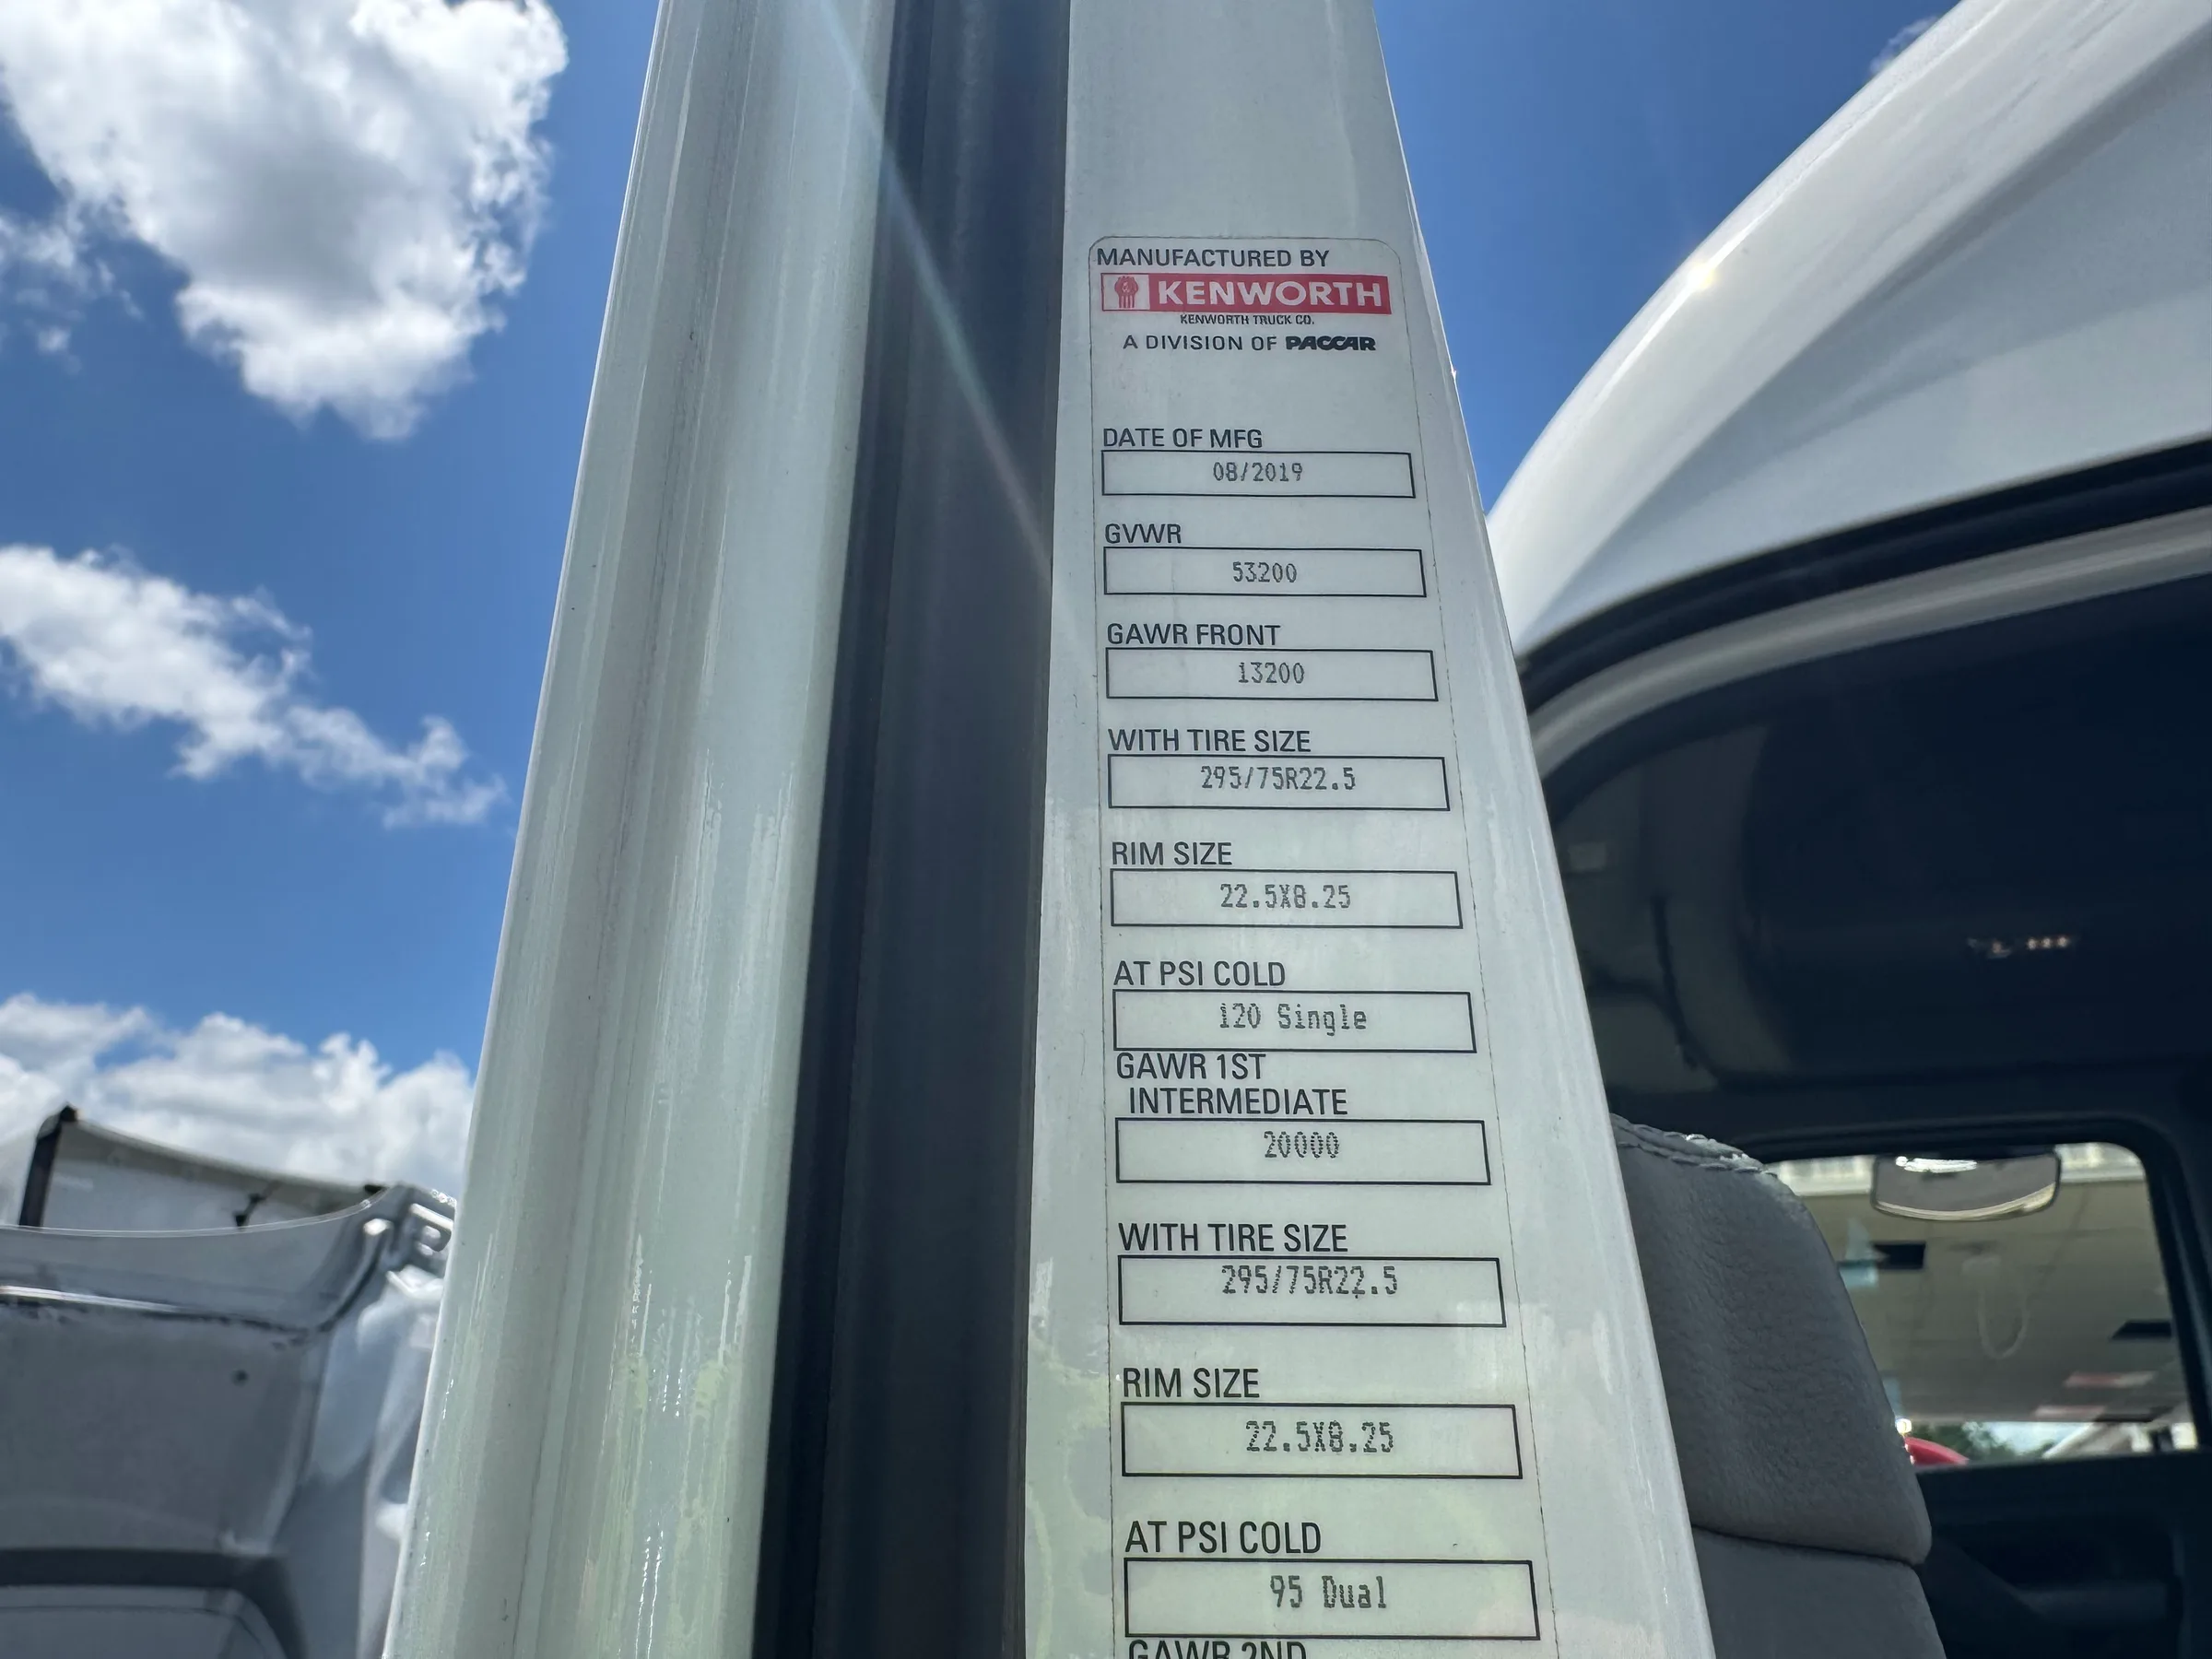 MANUFACTURED BY
KENWORTH
KENWORTH TRUCK CO.
A DIVISION OF PACCAR
DATE OF MFG
08/2019
GVWR
53200
GAWR FRONT
13200
WITH TIRE SIZE
295/75R22.5
RIM SIZE
22.5X8.25
AT PSI COLD
120 Single
GAWR 1ST
INTERMEDIATE
20000
WITH TIRE SIZE
295/75R22.5
RIM SIZE
22.5X8.25
AT PSI COLD
95 Dual
GAWR 2ND